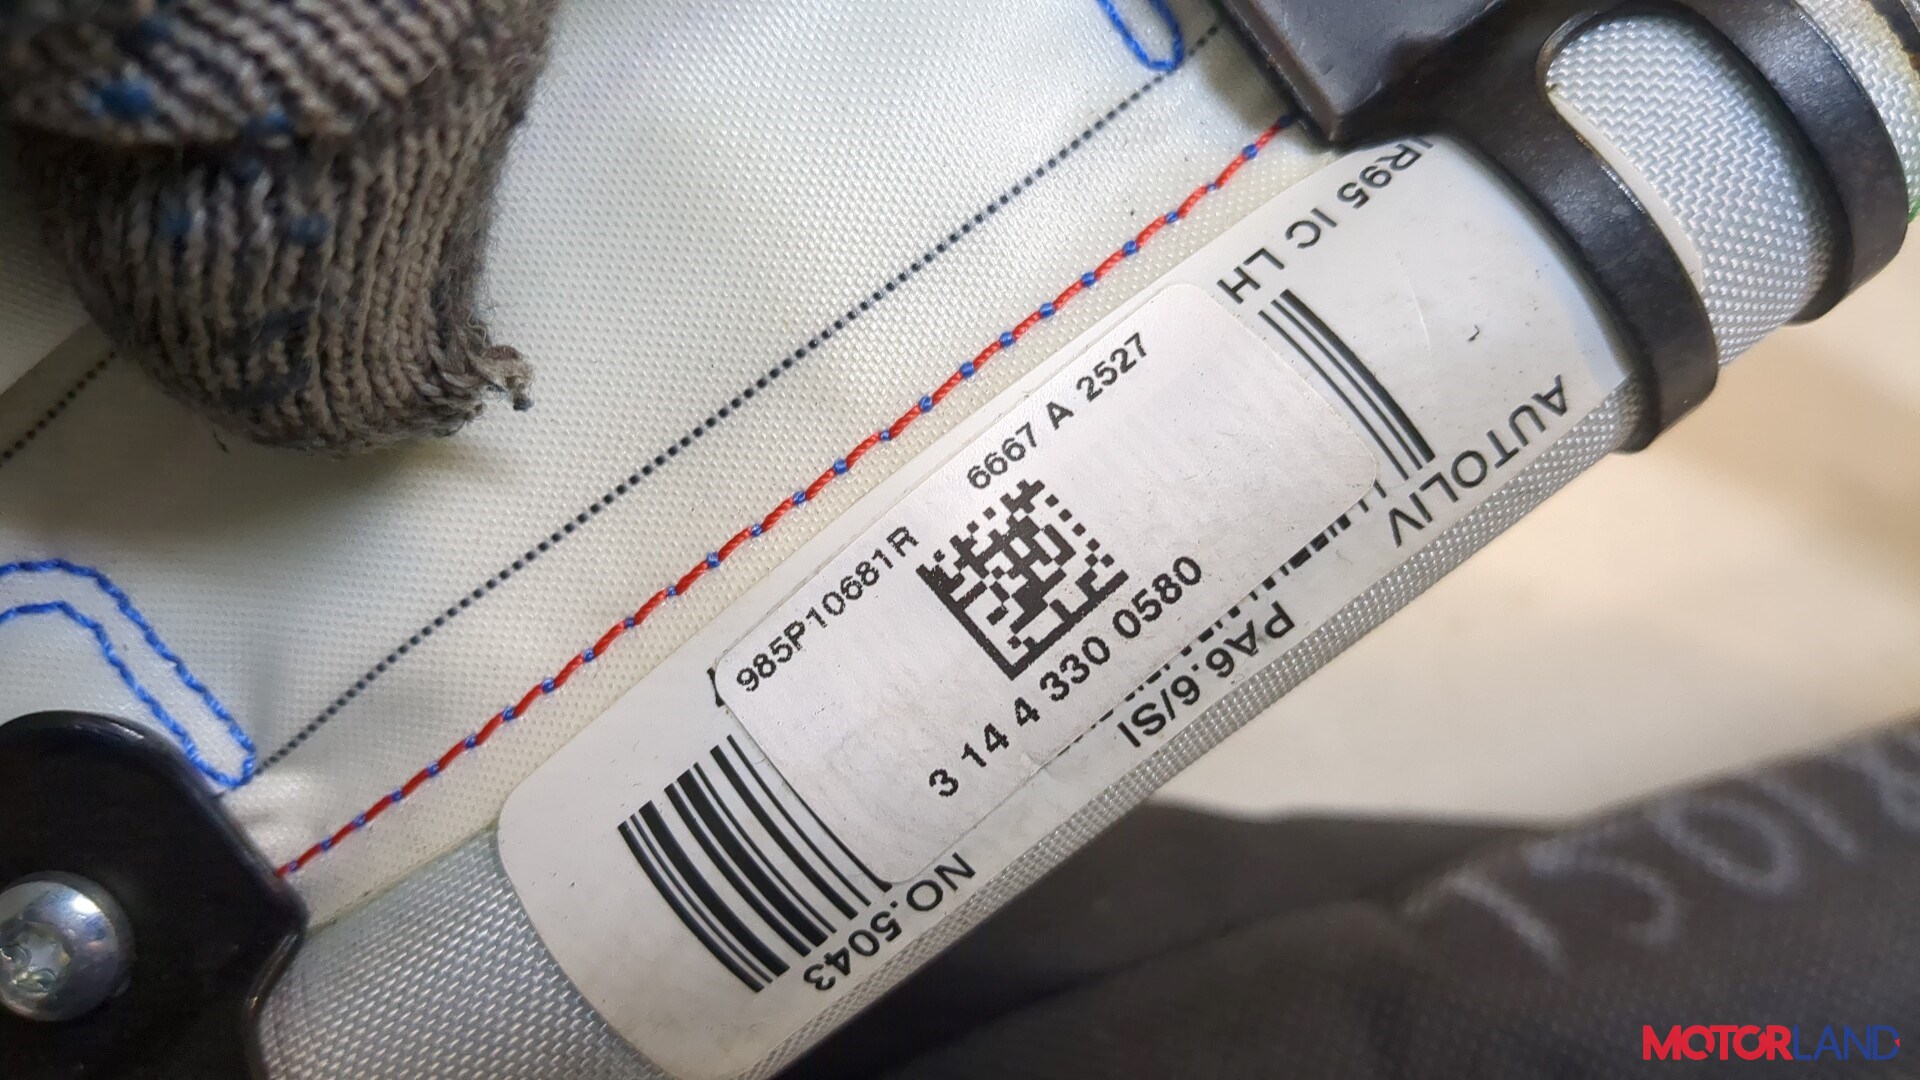 985P10681R
6667 A 2527
3 14 4 330 0580
R95 IC LH
AUTOLIV
PA6.6/SI
NO.5043
MOTORLAND